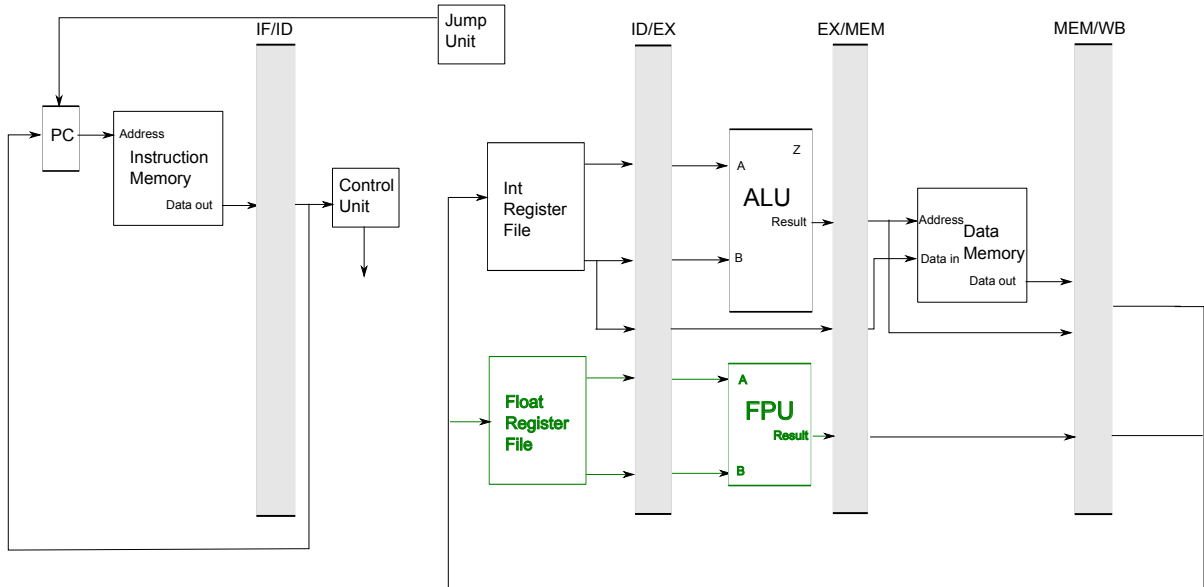 Jump
Unit
IF/ID
ID/EX
EX/MEM
MEM/WB
PC
Address
Instruction
Memory
Data out
Control
Unit
Int
Register
File
Z
A
ALU
Result
B
Address
Data
Memory
Data in
Data out
Float
Register
File
A
FPU
Result
B